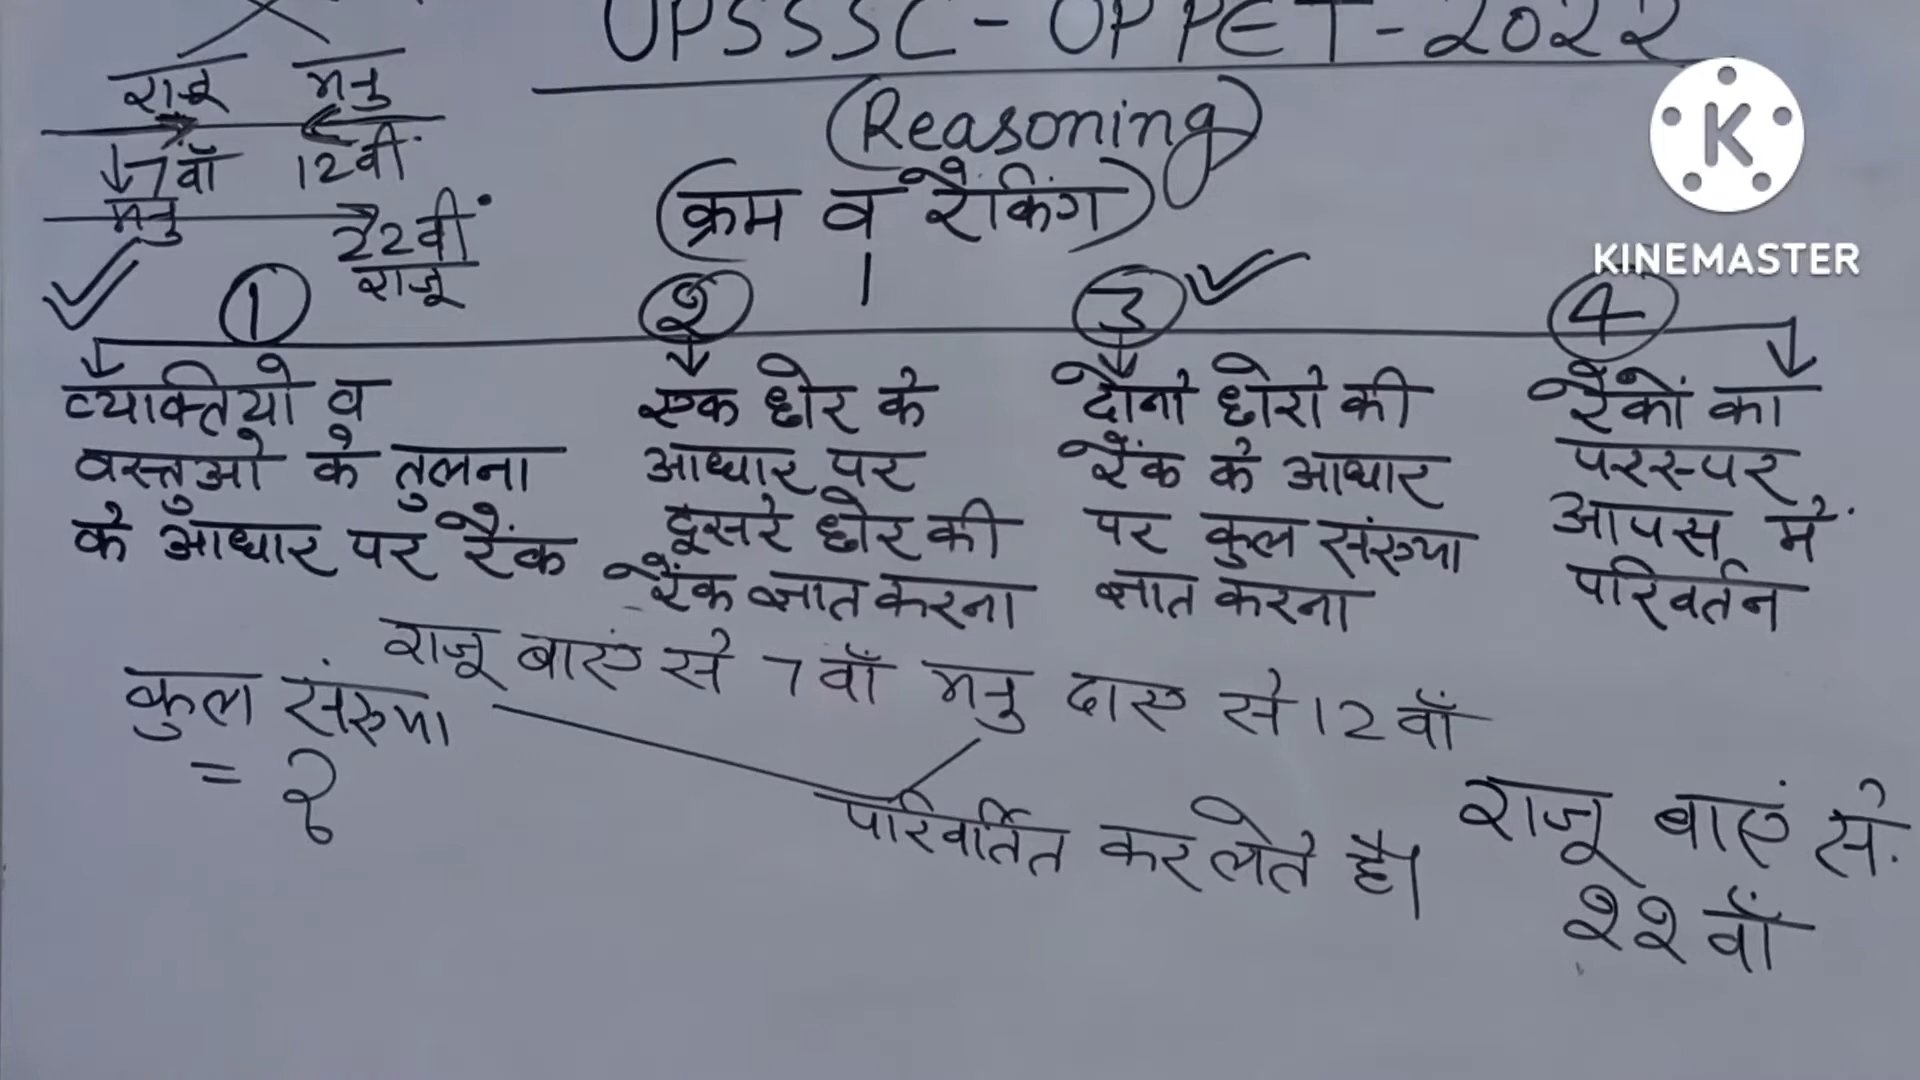 UPSSSC-UPPET-2022
(Reasoning)
(क्रम व रैंकिंग)
राजू मनु
7वाँ 12वीं
मनु
22वीं
राजू
1
व्यक्तियो व
वस्तुओ के तुलना
के आधार पर रैंक
2
एक छोर के
आधार पर
दूसरे छोर की
रैंक ज्ञात करना
3
दोनो छोरो की
रैंक के आधार
पर कुल संख्या
ज्ञात करना
4
रैंकों का
परस्पर
आपस में
परिवर्तन
राजू बाएं से 7वाँ मनु दाए से 12वाँ
कुल संख्या
= ?
परिवर्तित कर लेते है।
राजू बाएं से
22वाँ
K
KINEMASTER